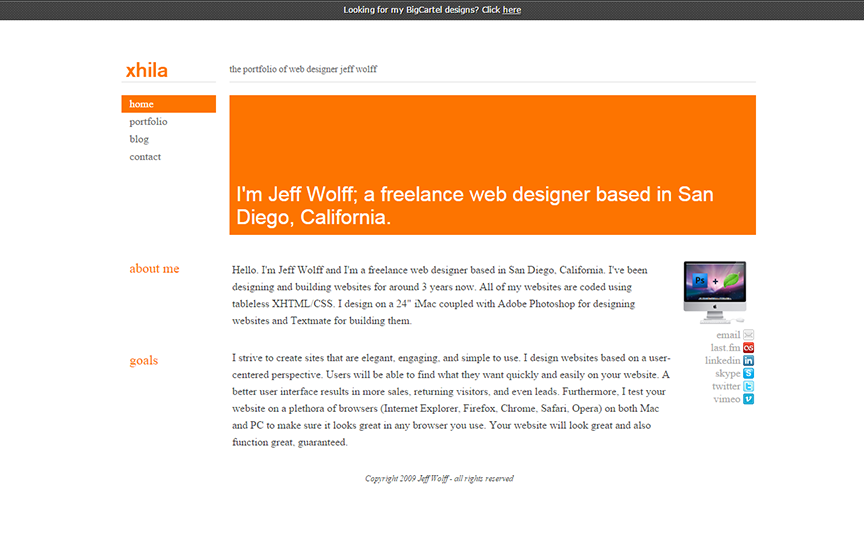 Looking for my BigCartel designs? Click here
xhila
the portfolio of web designer jeff wolff
home
portfolio
blog
contact
I'm Jeff Wolff; a freelance web designer based in San
Diego, California.
about me
Hello. I'm Jeff Wolff and I'm a freelance web designer based in San Diego, California. I've been
designing and building websites for around 3 years now. All of my websites are coded using
tableless XHTML/CSS. I design on a 24" iMac coupled with Adobe Photoshop for designing
websites and Textmate for building them.
Ps +
email
last.fm
linkedin
skype
twitter
vimeo
goals
I strive to create sites that are elegant, engaging, and simple to use. I design websites based on a user-
centered perspective. Users will be able to find what they want quickly and easily on your website. A
better user interface results in more sales, returning visitors, and even leads. Furthermore, I test your
website on a plethora of browsers (Internet Explorer, Firefox, Chrome, Safari, Opera) on both Mac
and PC to make sure it looks great in any browser you use. Your website will look great and also
function great, guaranteed.
Copyright 2009 Jeff Wolff - all rights reserved